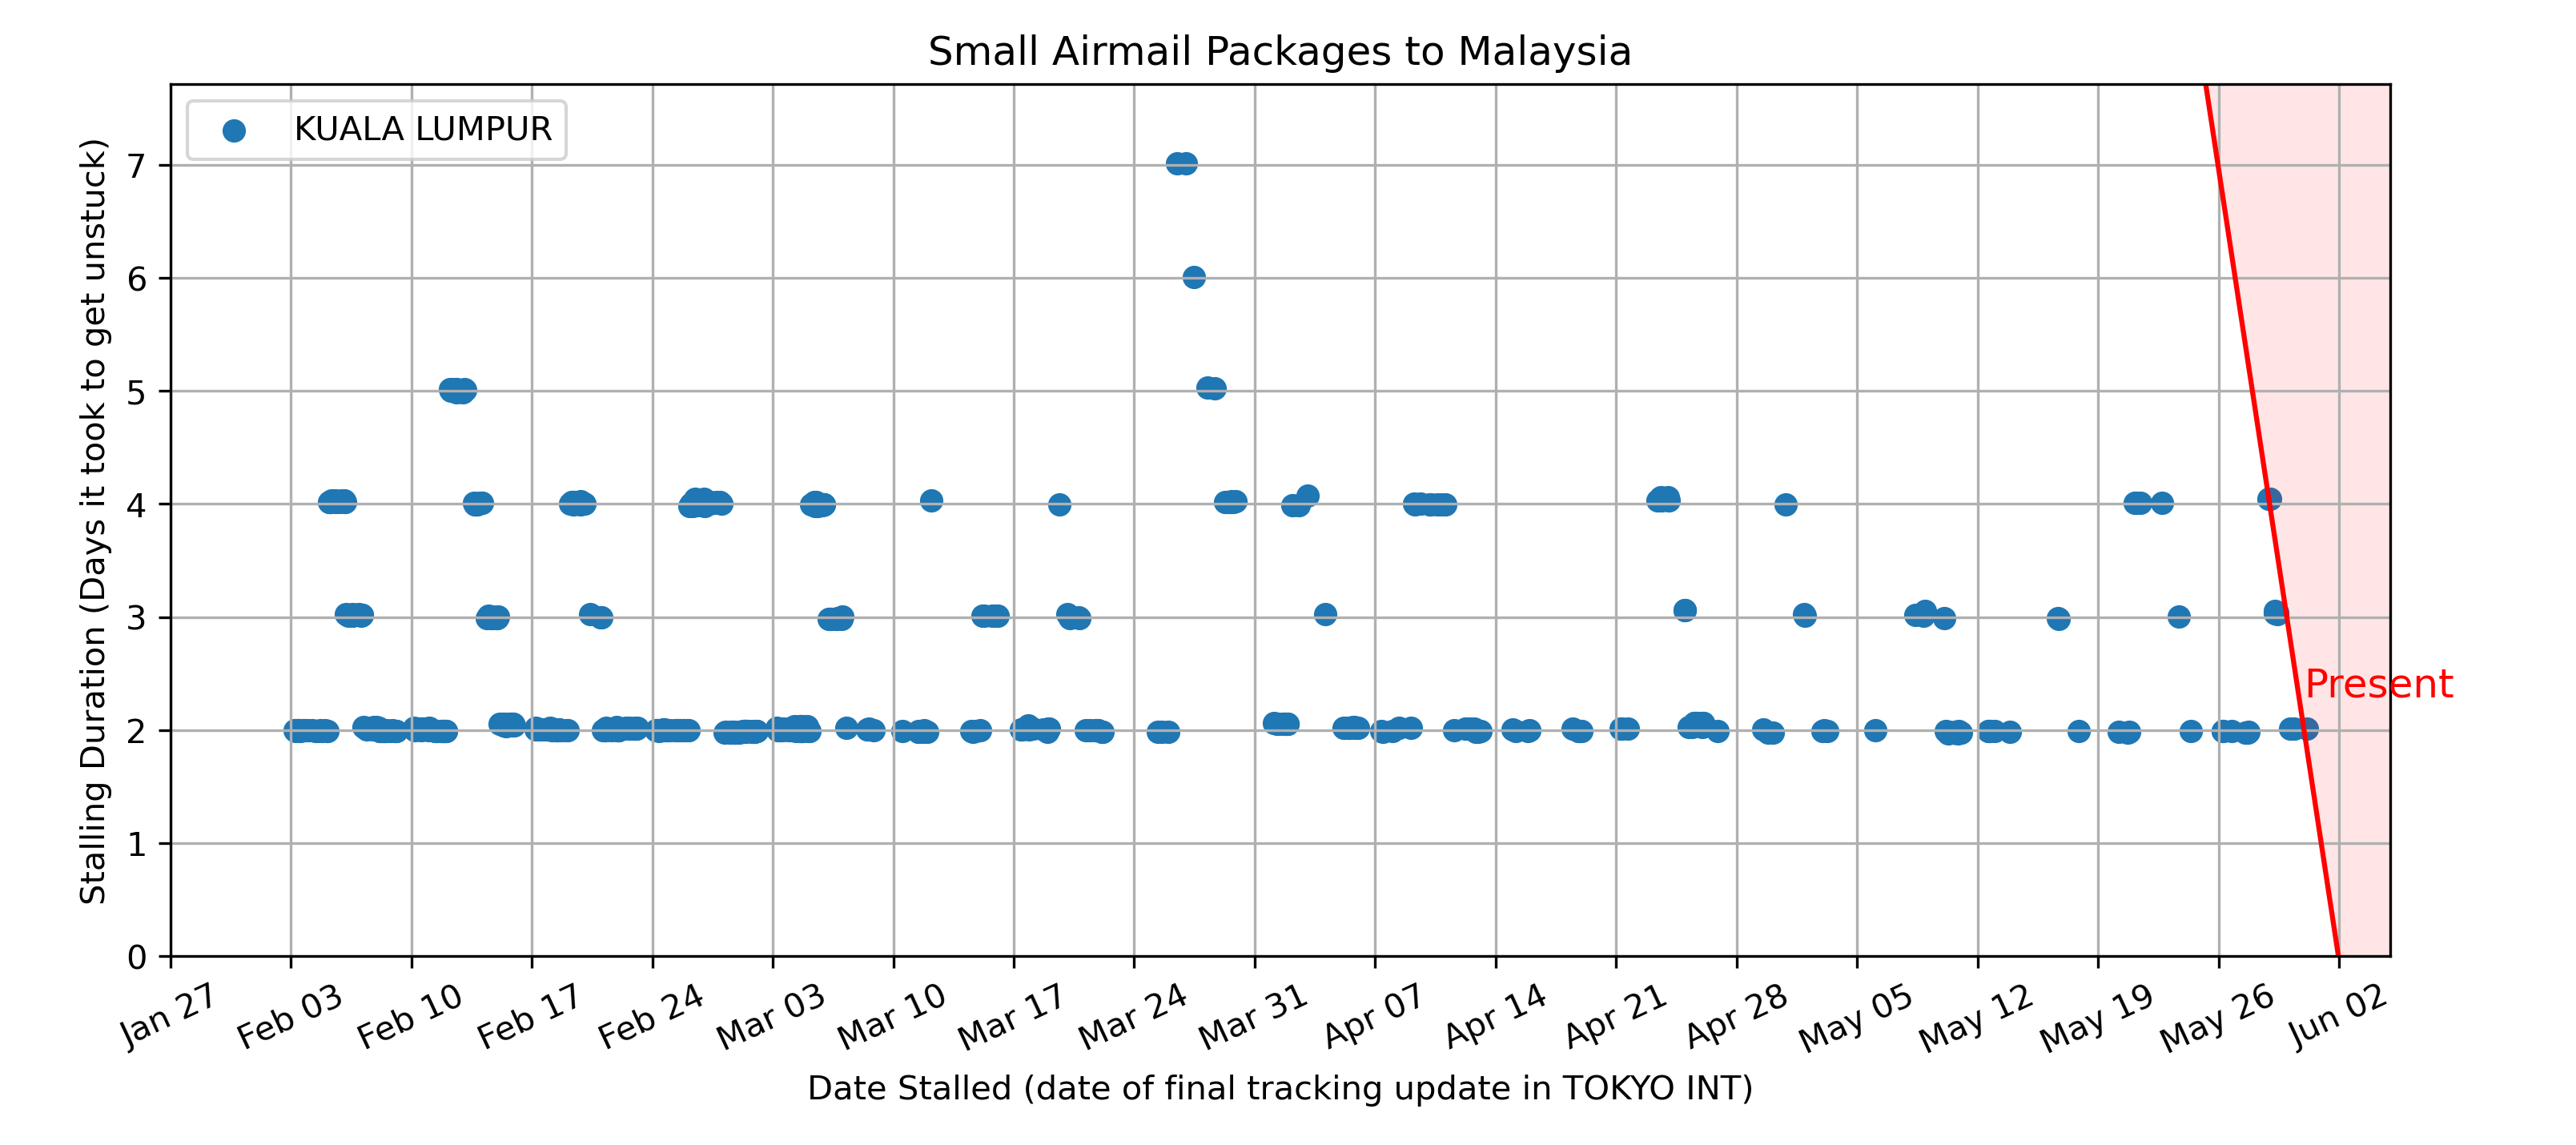 Small Airmail Packages to Malaysia
KUALA LUMPUR
Stalling Duration (Days it took to get unstuck)
7
6
5
4
3
2
1
0
Present
Jan 27
Feb 03
Feb 10
Feb 17
Feb 24
Mar 03
Mar 10
Mar 17
Mar 24
Mar 31
Apr 07
Apr 14
Apr 21
Apr 28
May 05
May 12
May 19
May 26
Jun 02
Date Stalled (date of final tracking update in TOKYO INT)